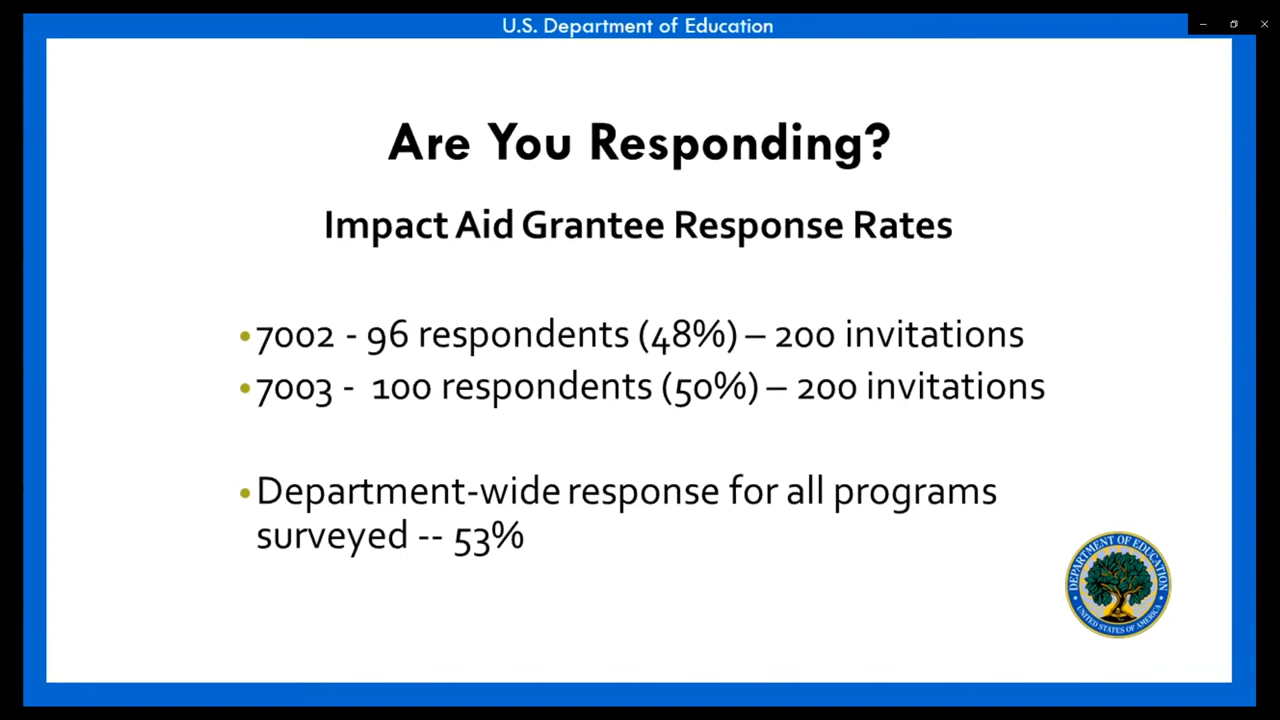 U.S. Department of Education
Are You Responding?
Impact Aid Grantee Response Rates
•7002 - 96 respondents (48%) – 200 invitations
•7003 - 100 respondents (50%) – 200 invitations
•Department-wide response for all programs
surveyed -- 53%
DEPARTMENT OF EDUCATION
UNITED STATES OF AMERICA